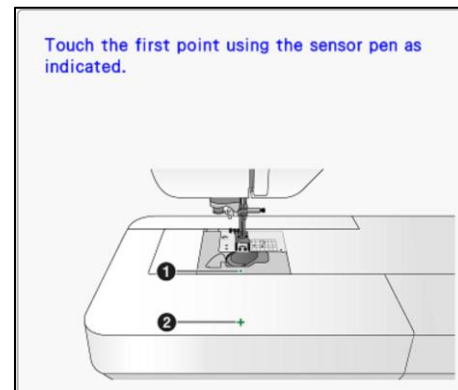 Touch the first point using the sensor pen as
indicated.
1
2